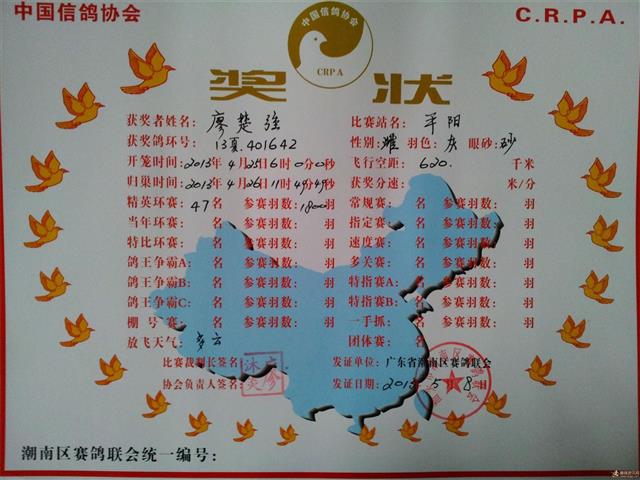 中国信鸽协会
C.R.P.A.
中国信鸽协会
CRPA
奖状
获奖者姓名：廖楚强 比赛站名：平阳
获奖鸽环号：13夏.401642 性别：雌 羽色：灰 眼砂：砂
开笼时间：2013年4月25日6时0分0秒 飞行空距：620. 千米
归巢时间：2013年4月26日11时49分49秒 获奖分速： 米/分
精英环赛：47 名 参赛羽数：1800羽 常规赛： 名 参赛羽数： 羽
当年环赛： 名 参赛羽数： 羽 指定赛： 名 参赛羽数： 羽
特比环赛： 名 参赛羽数： 羽 速度赛： 名 参赛羽数： 羽
鸽王争霸A： 名 参赛羽数： 羽 多关赛： 名 参赛羽数： 羽
鸽王争霸B： 名 参赛羽数： 羽 特指赛A： 名 参赛羽数： 羽
鸽王争霸C： 名 参赛羽数： 羽 特指赛B： 名 参赛羽数： 羽
棚号赛： 名 参赛羽数： 羽 一手抓： 名 参赛羽数： 羽
放飞天气：多云 团体赛： 名
比赛裁判长签名： 发证单位：广东省潮南区赛鸽联会
协会负责人签名： 发证日期：2013年5月8日
潮南区赛鸽联会统一编号：